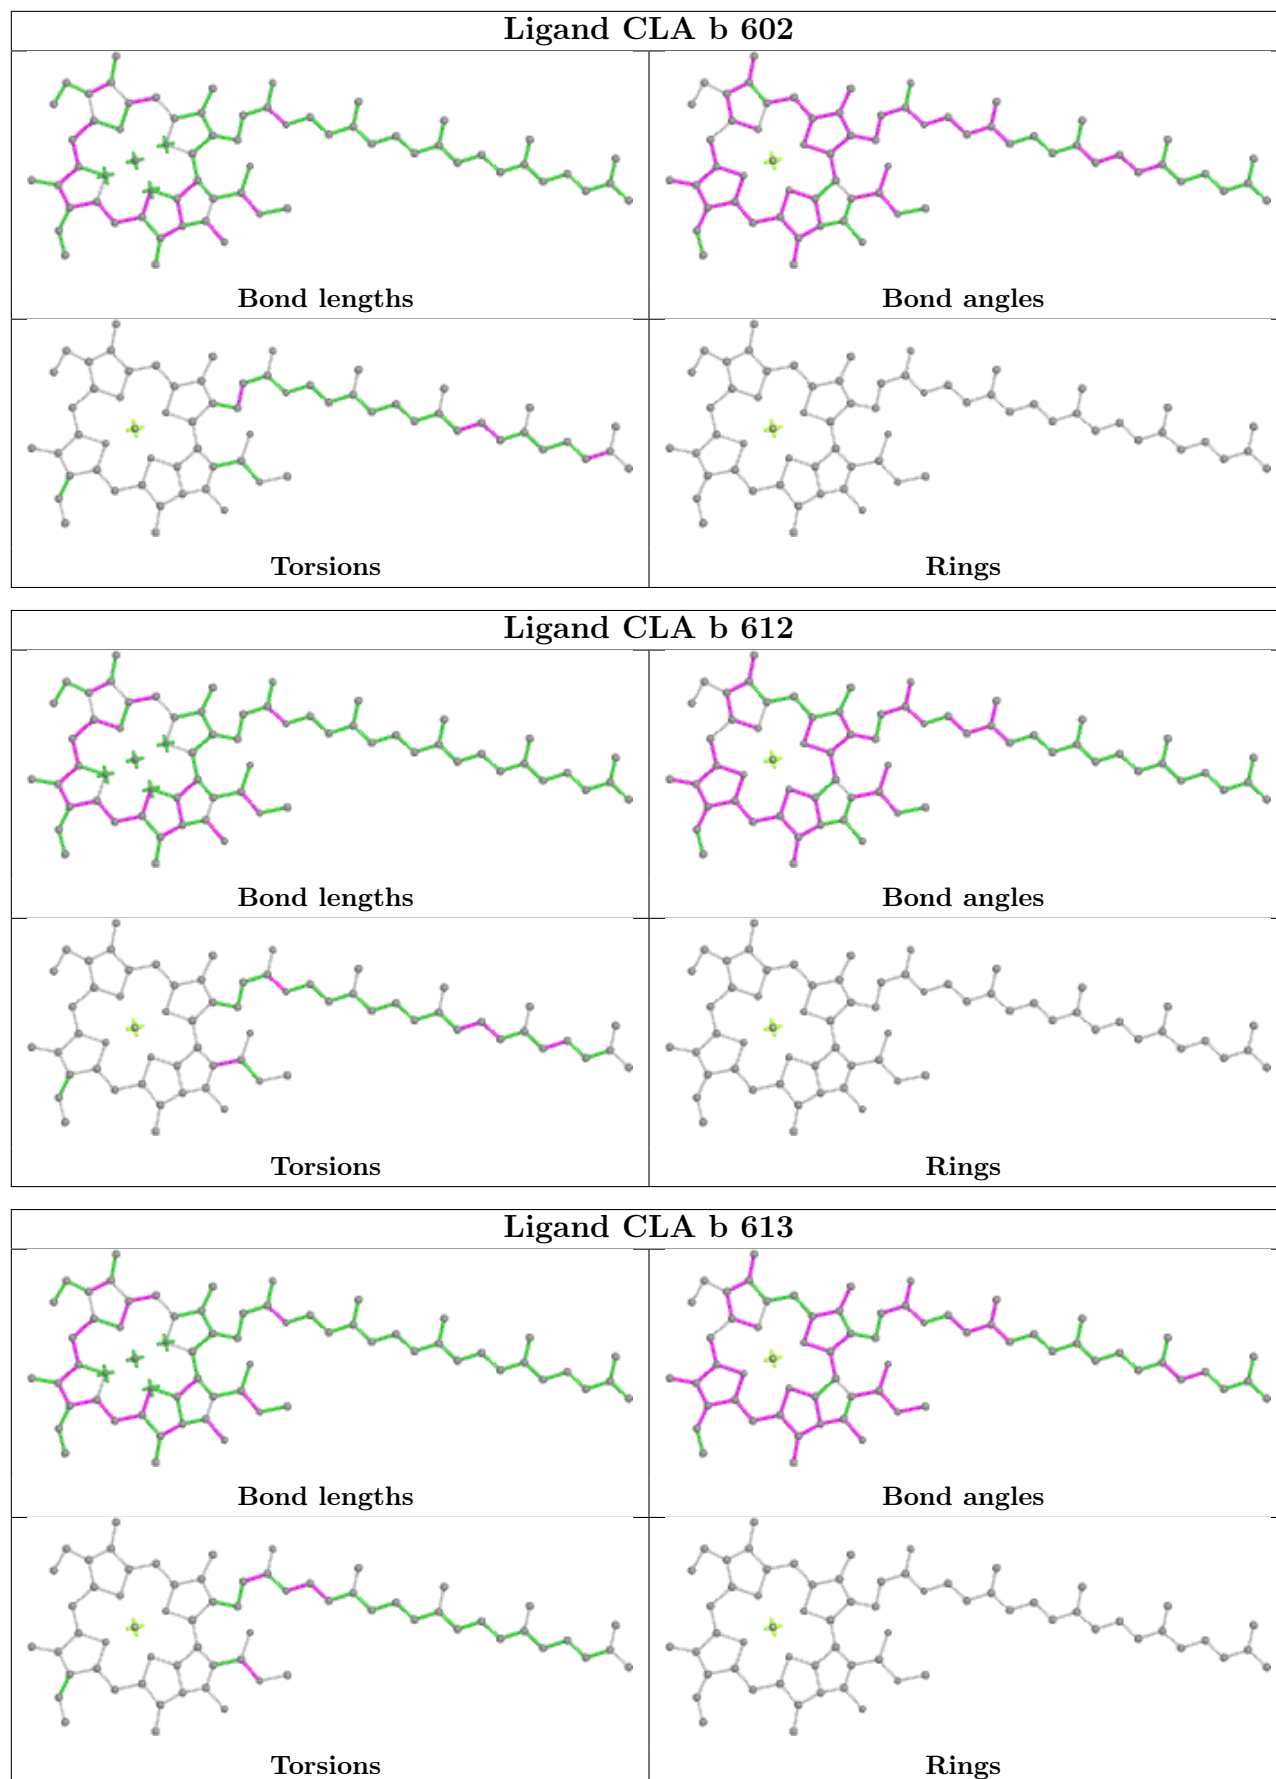 Ligand CLA b 602
Bond lengths
Bond angles
Torsions
Rings
Ligand CLA b 612
Bond lengths
Bond angles
Torsions
Rings
Ligand CLA b 613
Bond lengths
Bond angles
Torsions
Rings